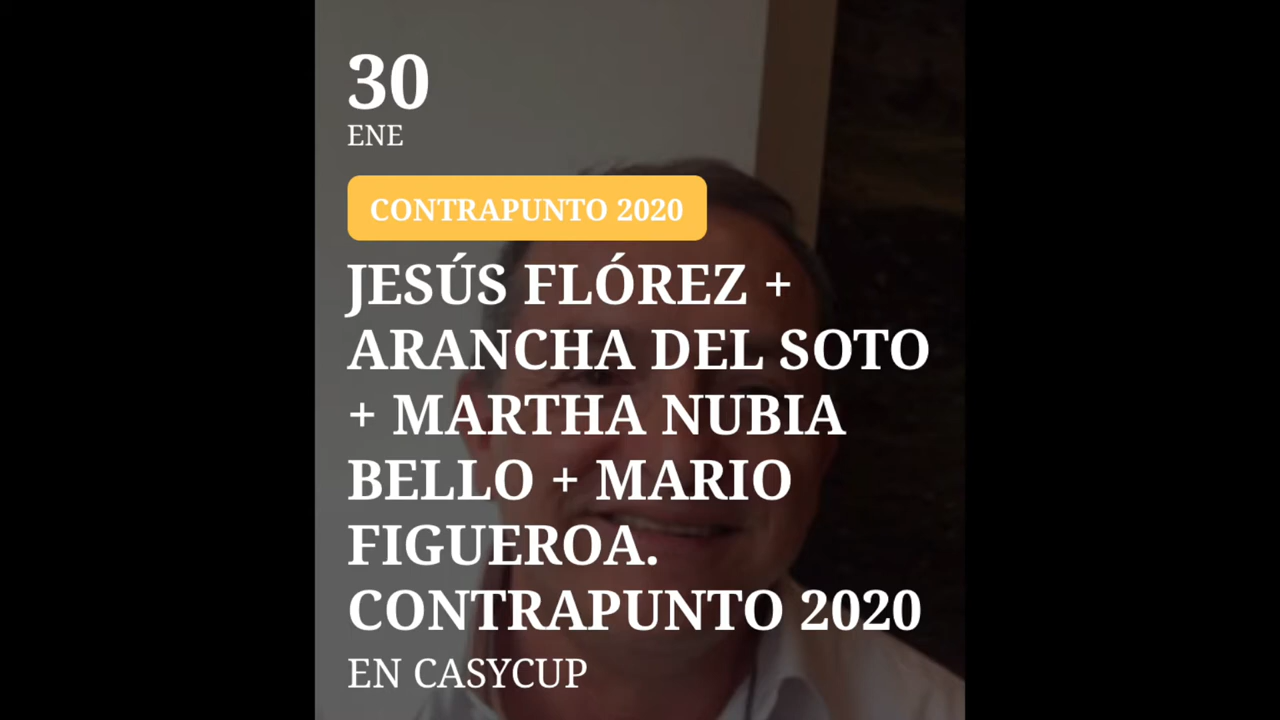 30
ENE
CONTRAPUNTO 2020
JESÚS FLÓREZ +
ARANCHA DEL SOTO
+ MARTHA NUBIA
BELLO + MARIO
FIGUEROA.
CONTRAPUNTO 2020
EN CASYCUP